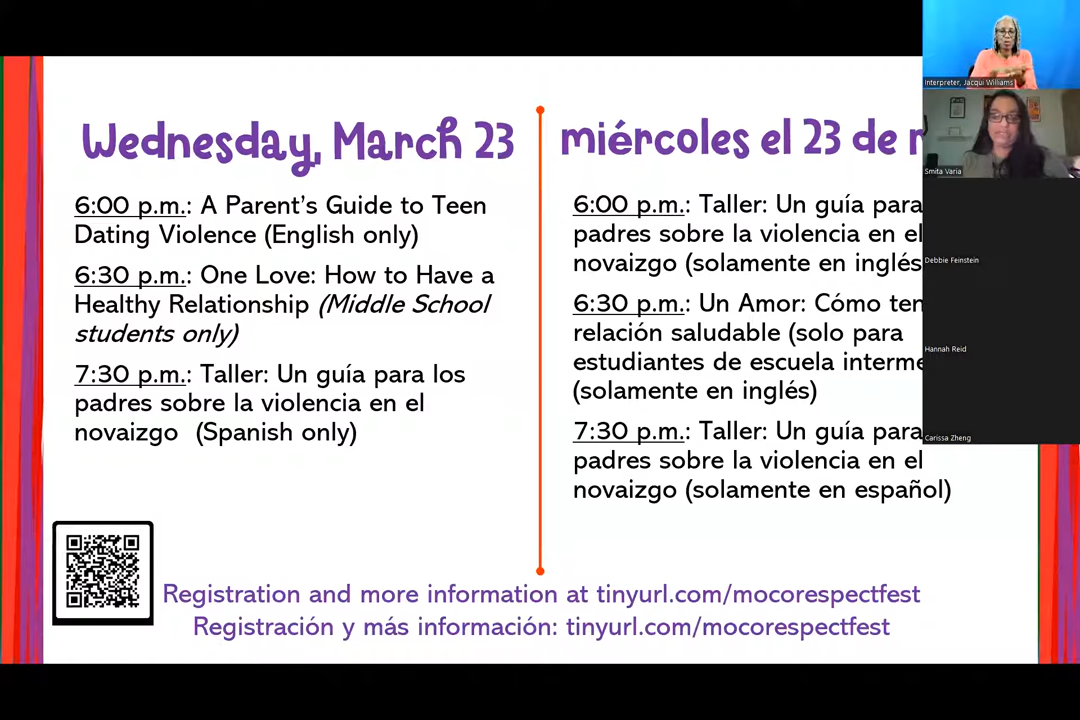 Wednesday, March 23
6:00 p.m.: A Parent's Guide to Teen
Dating Violence (English only)
6:30 p.m.: One Love: How to Have a
Healthy Relationship (Middle School
students only)
7:30 p.m.: Taller: Un guía para los
padres sobre la violencia en el
novaizgo (Spanish only)
miércoles el 23 de
6:00 p.m.: Taller: Un guía para
padres sobre la violencia en el
novaizgo (solamente en inglés
6:30 p.m.: Un Amor: Cómo
relación saludable (solo para
estudiantes de escuela
(solamente en inglés)
7:30 p.m.: Taller: Un guía para
padres sobre la violencia en el
novaizgo (solamente en español)
Registration and more information at tinyurl.com/mocorespectfest
Registración y más información: tinyurl.com/mocorespectfest
Interpreter, Jacqui Williams
Smita Varia
Debbie Feinstein
Hannah Reid
Carissa Zheng